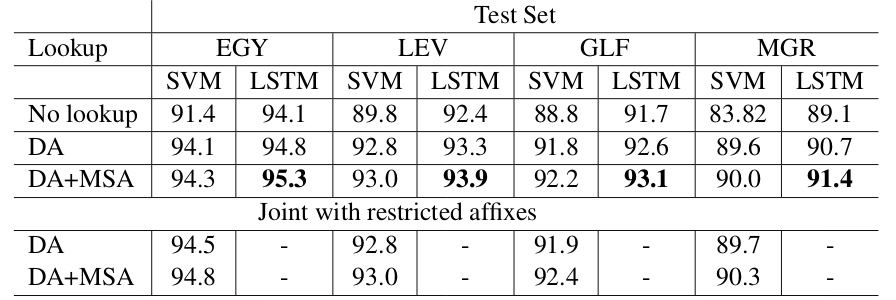 Test Set
Lookup EGY LEV GLF MGR
SVM LSTM SVM LSTM SVM LSTM SVM LSTM
No lookup 91.4 94.1 89.8 92.4 88.8 91.7 83.82 89.1
DA 94.1 94.8 92.8 93.3 91.8 92.6 89.6 90.7
DA+MSA 94.3 95.3 93.0 93.9 92.2 93.1 90.0 91.4
Joint with restricted affixes
DA 94.5 - 92.8 - 91.9 - 89.7 -
DA+MSA 94.8 - 93.0 - 92.4 - 90.3 -